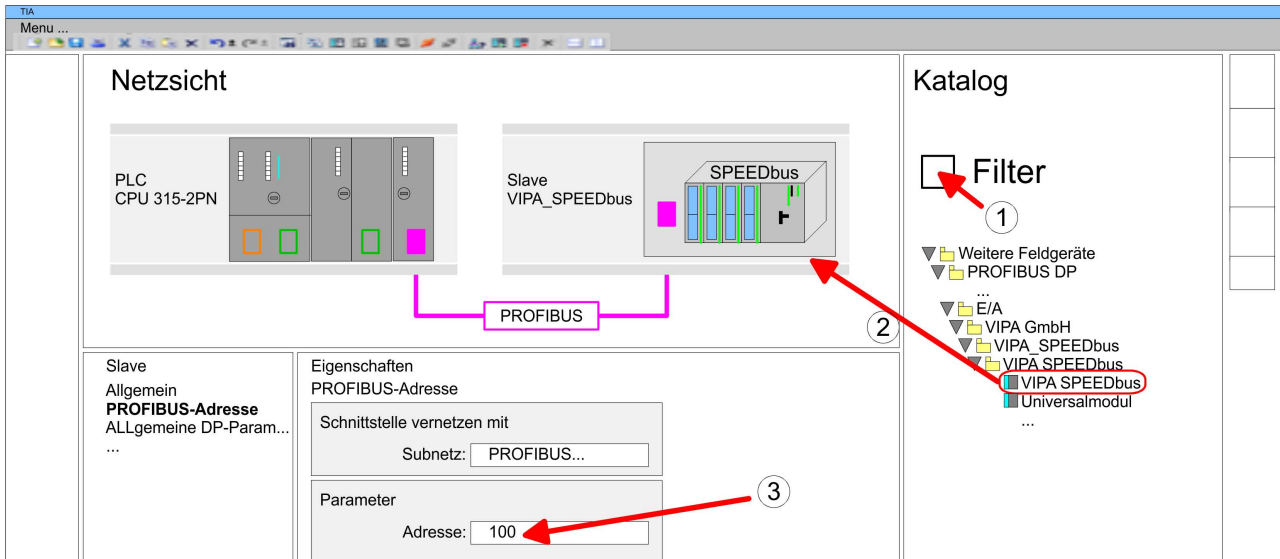 TIA
Menu ...
Netzsicht
PLC
CPU 315-2PN
Slave
VIPA_SPEEDbus
SPEEDbus
PROFIBUS
Katalog
Filter
1
Weitere Feldgeräte
PROFIBUS DP
...
E/A
VIPA GmbH
VIPA_SPEEDbus
VIPA SPEEDbus
VIPA SPEEDbus
Universalmodul
...
2
Slave
Allgemein
PROFIBUS-Adresse
ALLgemeine DP-Param...
...
Eigenschaften
PROFIBUS-Adresse
Schnittstelle vernetzen mit
Subnetz: PROFIBUS...
Parameter
Adresse: 100
3